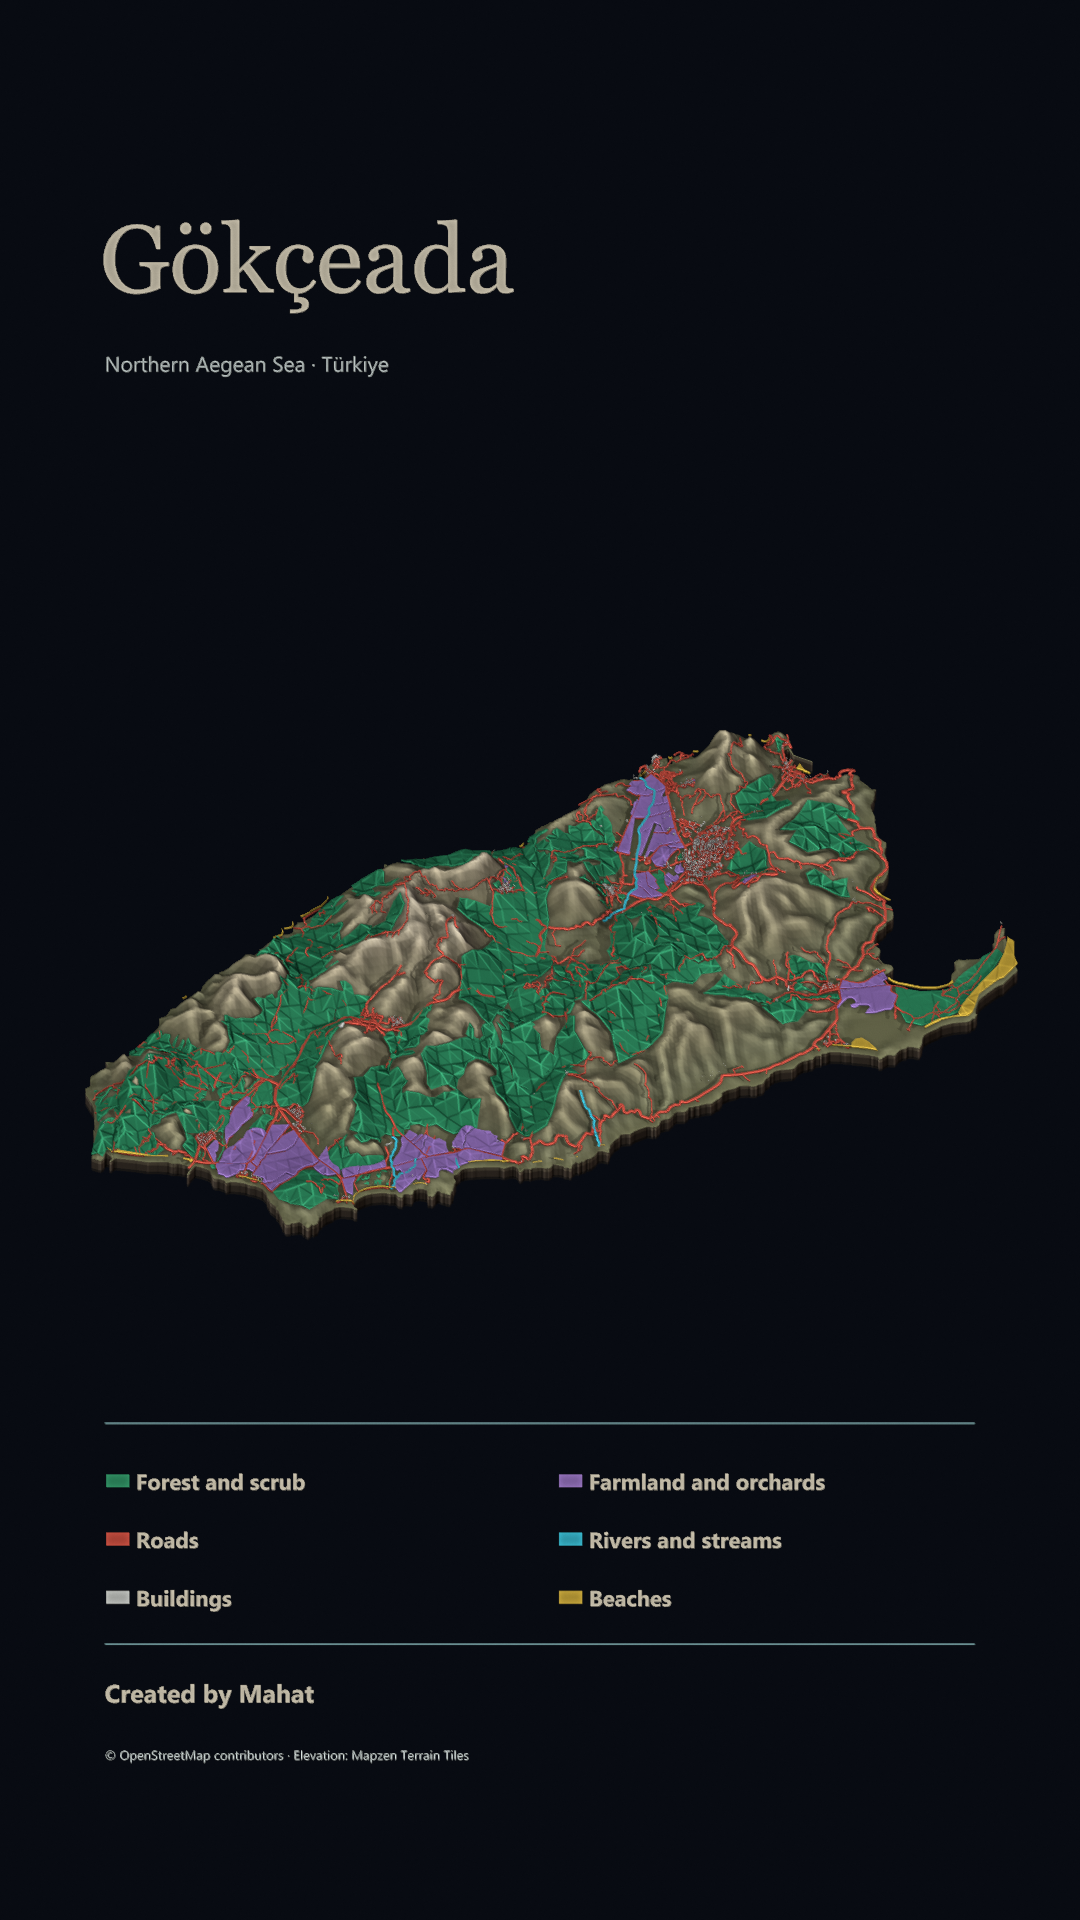 Gökçeada
Northern Aegean Sea · Türkiye
Forest and scrub
Farmland and orchards
Roads
Rivers and streams
Buildings
Beaches
Created by Mahat
© OpenStreetMap contributors · Elevation: Mapzen Terrain Tiles